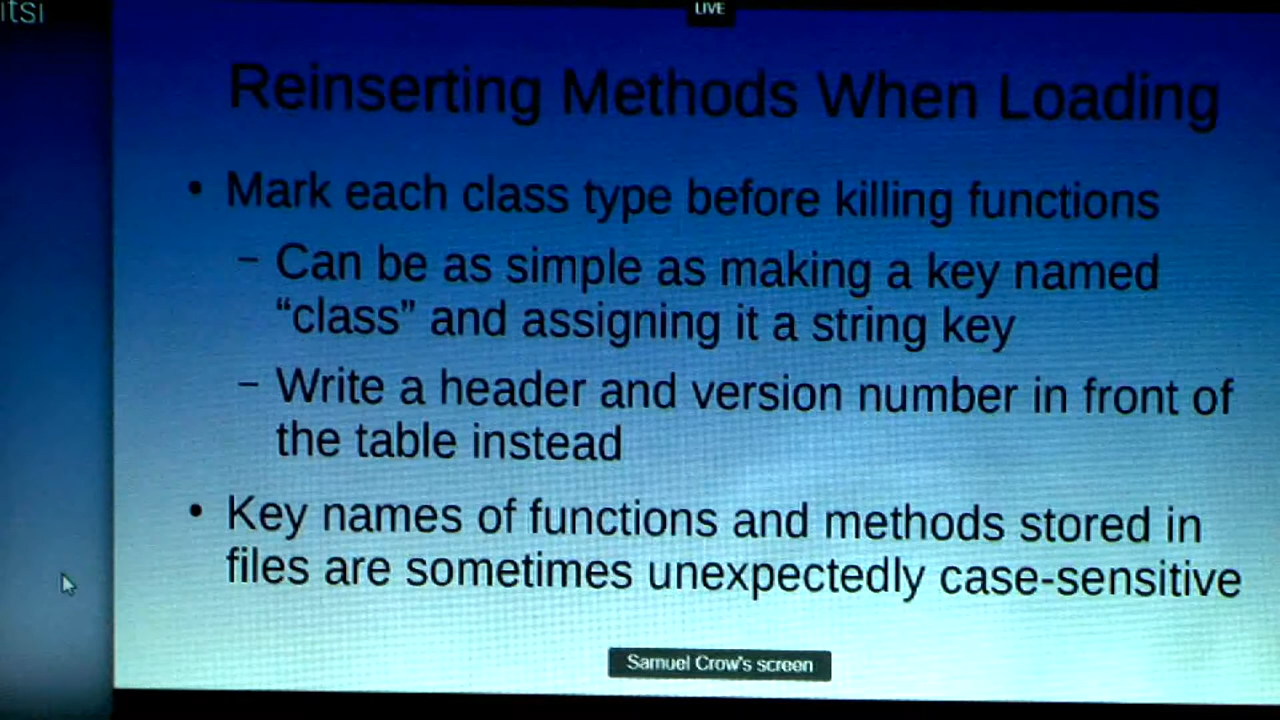 itsi
LIVE
Reinserting Methods When Loading
• Mark each class type before killing functions
– Can be as simple as making a key named
“class” and assigning it a string key
– Write a header and version number in front of
the table instead
• Key names of functions and methods stored in
files are sometimes unexpectedly case-sensitive
Samuel Crow's screen